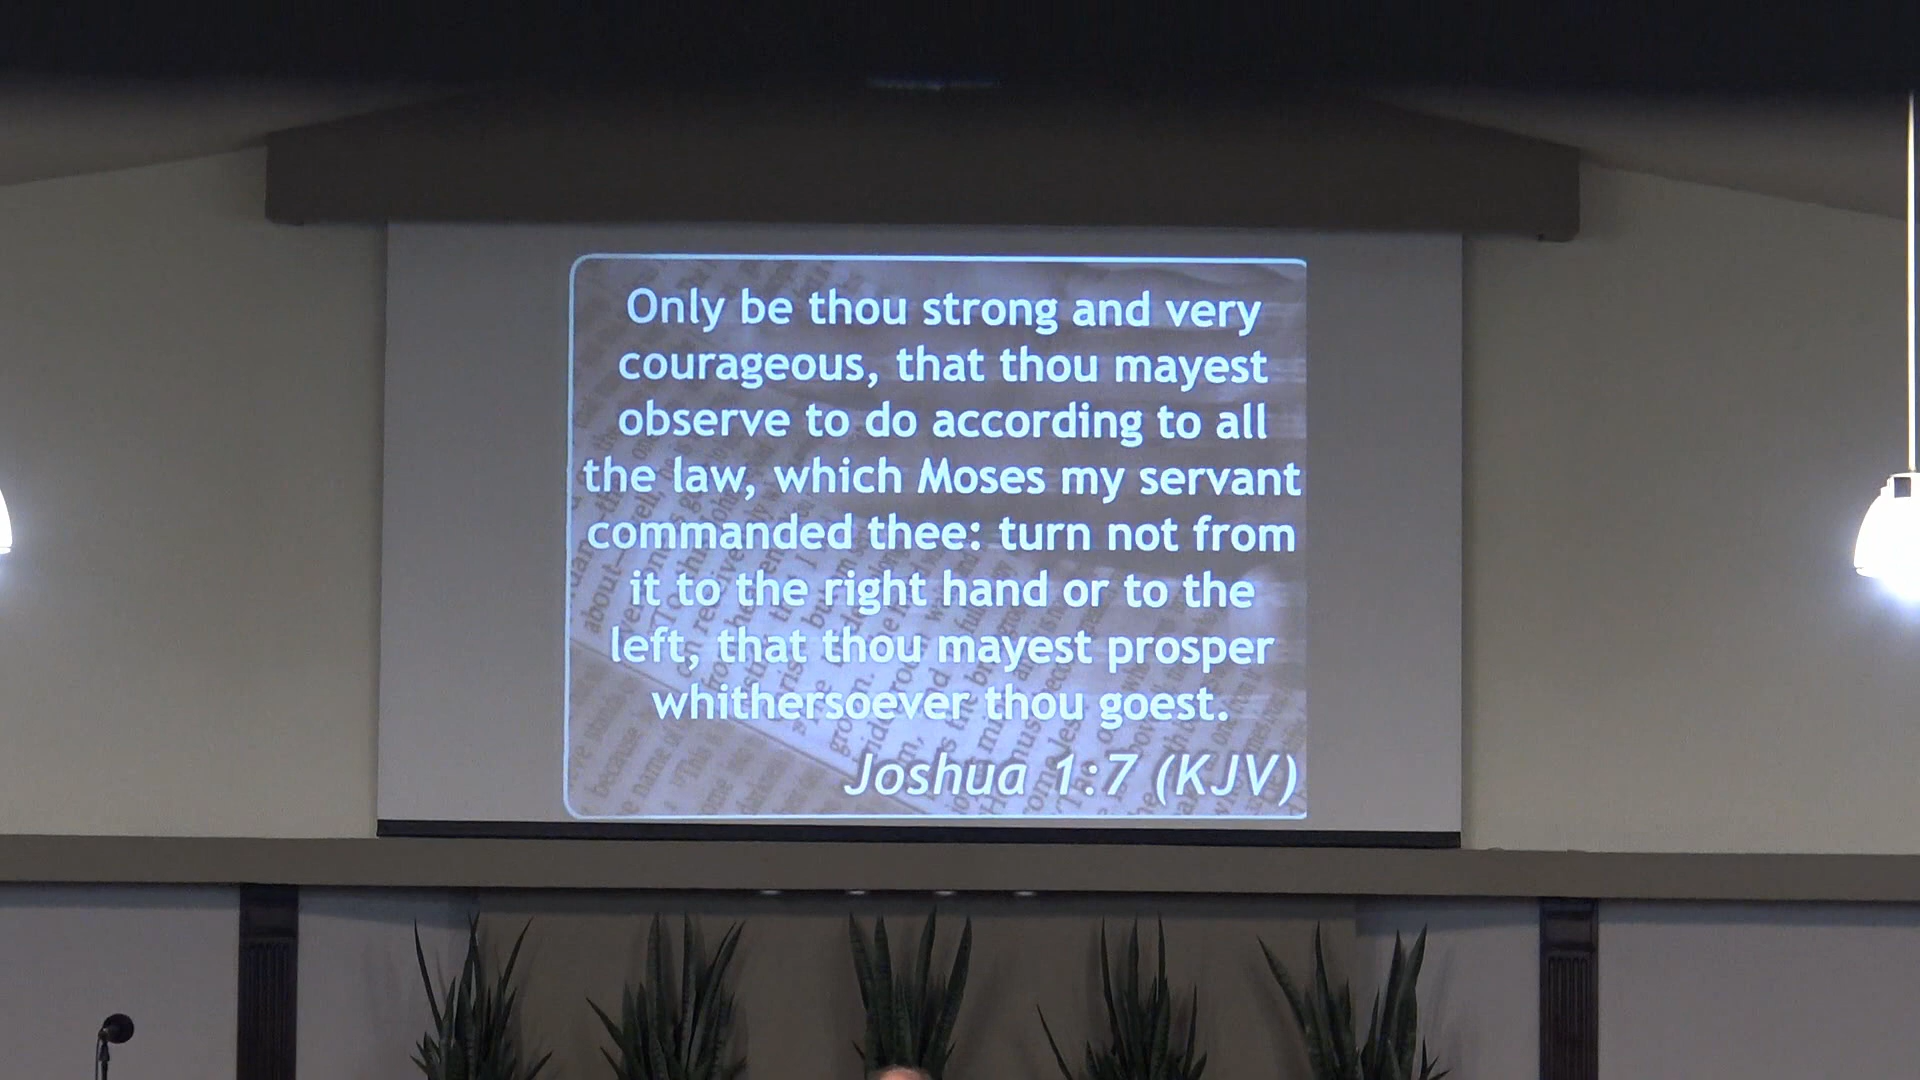 Only be thou strong and very
courageous, that thou mayest
observe to do according to all
the law, which Moses my servant
commanded thee: turn not from
it to the right hand or to the
left, that thou mayest prosper
whithersoever thou goest.
Joshua 1:7 (KJV)